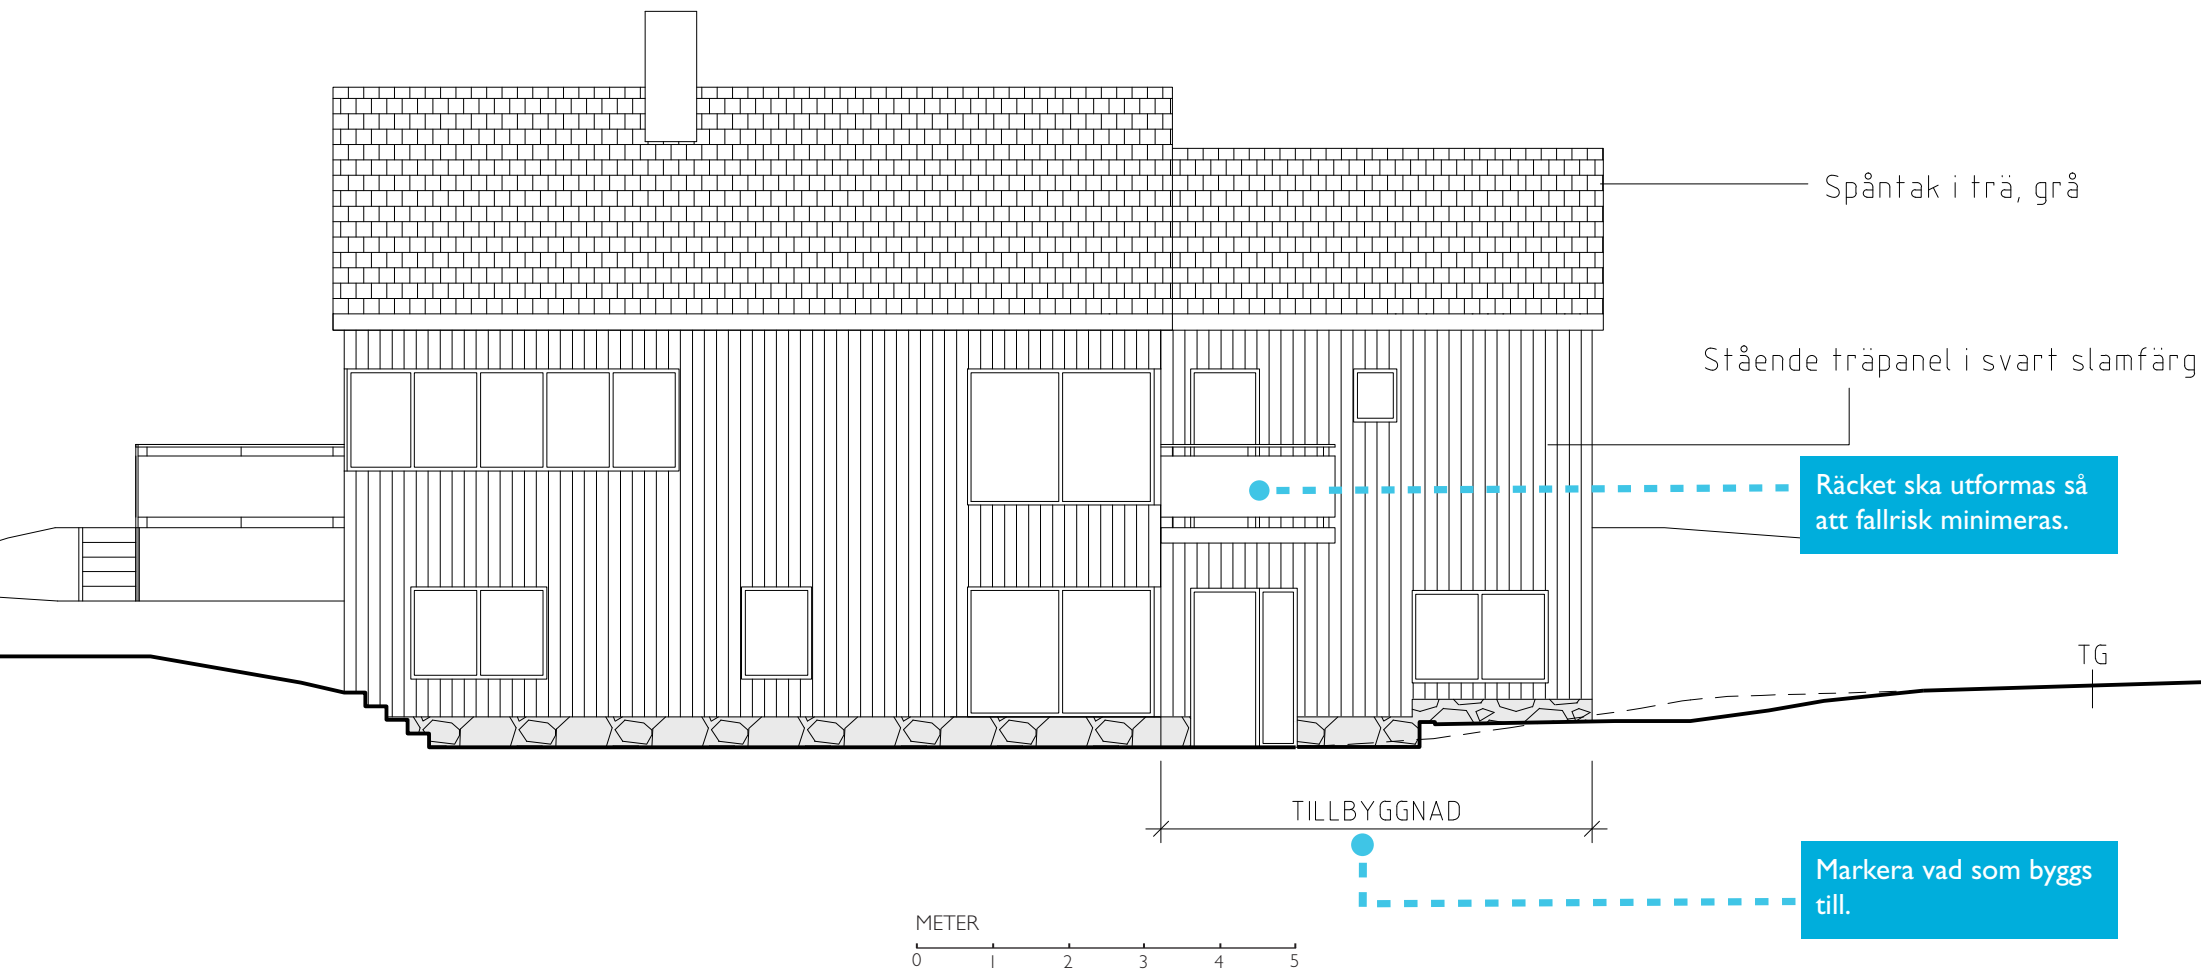 Spåntak i trä, grå
Stående träpanel i svart slamfärg
Räcket ska utformas så
att fallrisk minimeras.
TG
TILLBYGGNAD
Markera vad som byggs
till.
METER
0 1 2 3 4 5